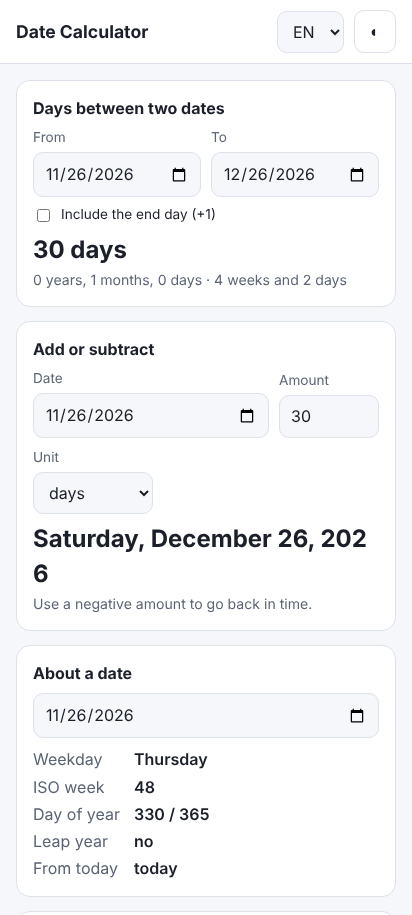 Date Calculator
EN
Days between two dates
From To
11/26/2026 12/26/2026
Include the end day (+1)
30 days
0 years, 1 months, 0 days · 4 weeks and 2 days
Add or subtract
Date Amount
11/26/2026 30
Unit
days
Saturday, December 26, 202
6
Use a negative amount to go back in time.
About a date
11/26/2026
Weekday Thursday
ISO week 48
Day of year 330 / 365
Leap year no
From today today